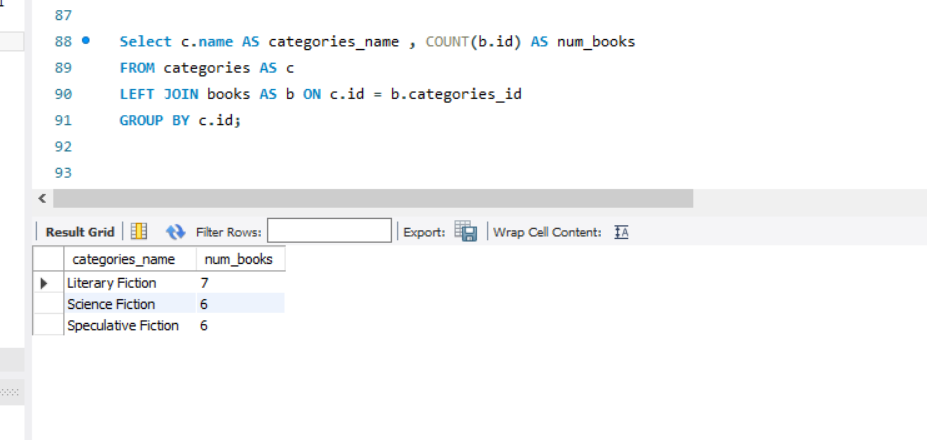 87
88 Select c.name AS categories_name , COUNT(b.id) AS num_books
89 FROM categories AS c
90 LEFT JOIN books AS b ON c.id = b.categories_id
91 GROUP BY c.id;
92
93
Result Grid Filter Rows: Export: Wrap Cell Content: IA
categories_name num_books
Literary Fiction 7
Science Fiction 6
Speculative Fiction 6